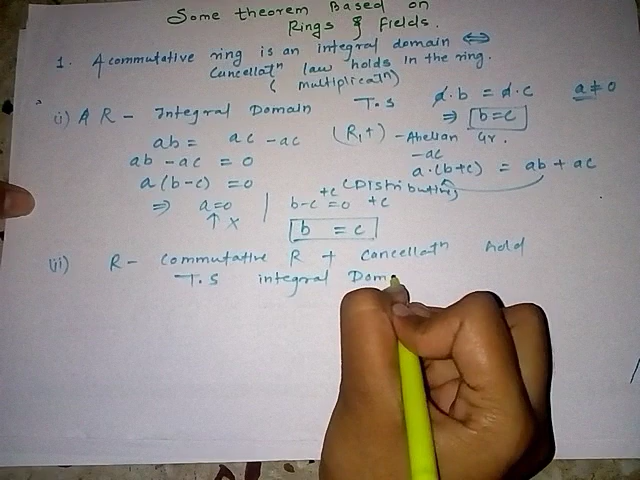 Some theorem Based on
Rings & Fields.
1. A commutative ring is an integral domain ⇔
Cancellatⁿ law holds in the ring.
( multiplicatⁿ)
(i) R - Integral Domain T.S a.b = a.c a ≠ 0
⇒ b=c
ab = ac -ac (R,+) - Abelian Gr.
-ac
ab - ac = 0 a.(b+c) = ab + ac
(Distributive)
a(b-c) = 0 +c b-c = 0 +c
⇒ a=0
↑ x b = c
(ii) R - commutative R + Cancellatⁿ hold
T.S integral Dom